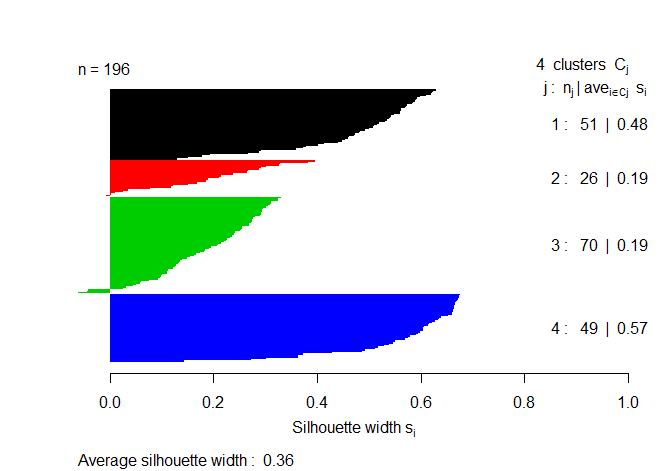 n = 196
4 clusters Cj
j : nj | avei∈Cj si
1 : 51 | 0.48
2 : 26 | 0.19
3 : 70 | 0.19
4 : 49 | 0.57
0.0 0.2 0.4 0.6 0.8 1.0
Silhouette width si
Average silhouette width : 0.36